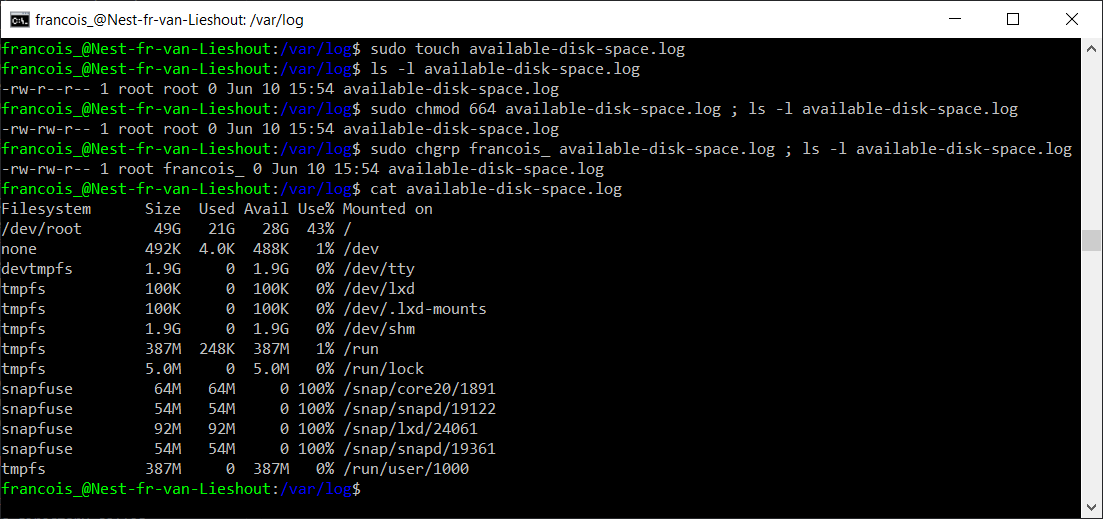 francois_@Nest-fr-van-Lieshout: /var/log
francois_@Nest-fr-van-Lieshout:/var/log$ sudo touch available-disk-space.log
francois_@Nest-fr-van-Lieshout:/var/log$ ls -l available-disk-space.log
-rw-r--r-- 1 root root 0 Jun 10 15:54 available-disk-space.log
francois_@Nest-fr-van-Lieshout:/var/log$ sudo chmod 664 available-disk-space.log ; ls -l available-disk-space.log
-rw-rw-r-- 1 root root 0 Jun 10 15:54 available-disk-space.log
francois_@Nest-fr-van-Lieshout:/var/log$ sudo chgrp francois_ available-disk-space.log ; ls -l available-disk-space.log
-rw-rw-r-- 1 root francois_ 0 Jun 10 15:54 available-disk-space.log
francois_@Nest-fr-van-Lieshout:/var/log$ cat available-disk-space.log
Filesystem      Size  Used Avail Use% Mounted on
/dev/root        49G   21G   28G  43% /
none            492K  4.0K  488K   1% /dev
devtmpfs        1.9G     0  1.9G   0% /dev/tty
tmpfs           100K     0  100K   0% /dev/lxd
tmpfs           100K     0  100K   0% /dev/.lxd-mounts
tmpfs           1.9G     0  1.9G   0% /dev/shm
tmpfs           387M  248K  387M   1% /run
tmpfs           5.0M     0  5.0M   0% /run/lock
snapfuse         64M   64M     0 100% /snap/core20/1891
snapfuse         54M   54M     0 100% /snap/snapd/19122
snapfuse         92M   92M     0 100% /snap/lxd/24061
snapfuse         54M   54M     0 100% /snap/snapd/19361
tmpfs           387M     0  387M   0% /run/user/1000
francois_@Nest-fr-van-Lieshout:/var/log$